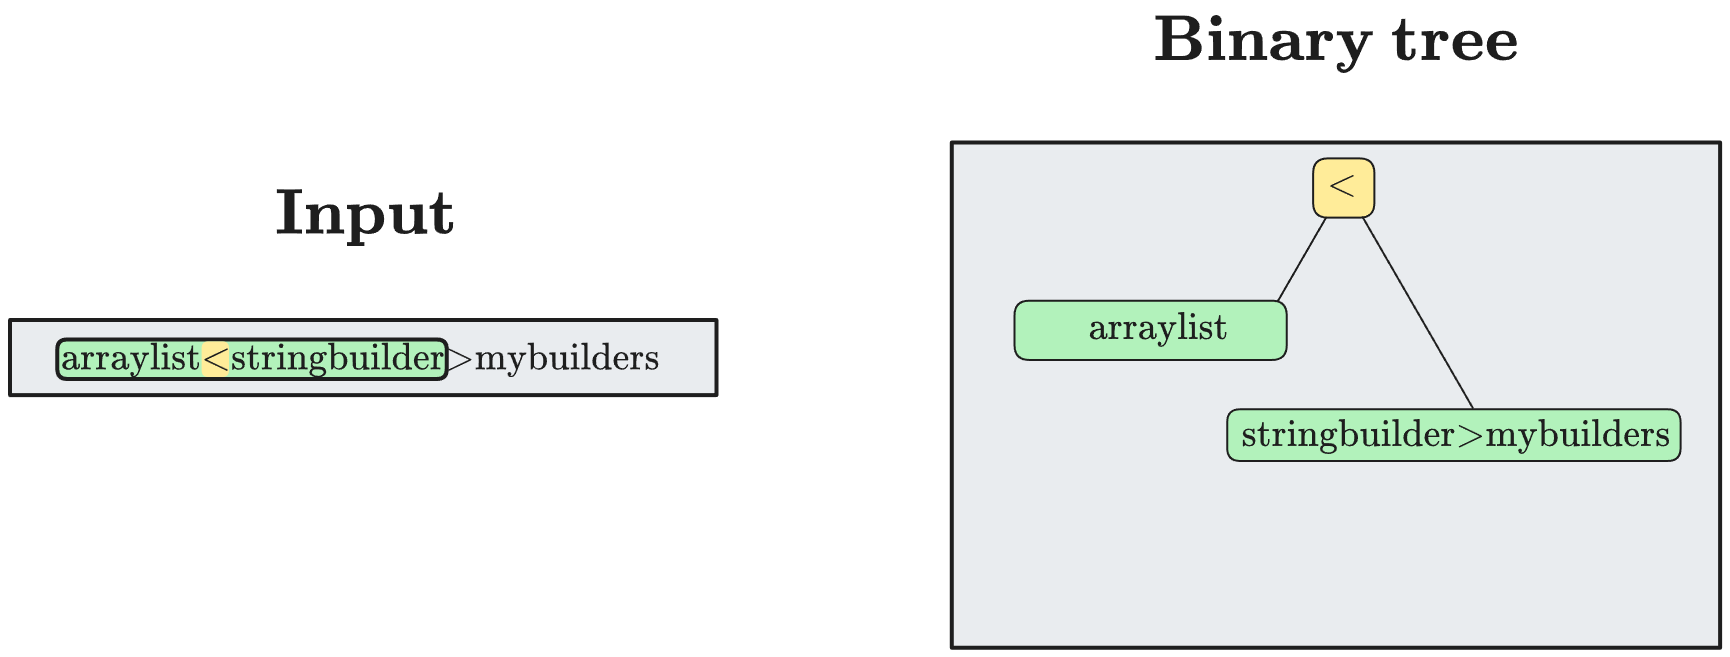 Binary tree
Input
<
arraylist
arraylist<stringbuilder>mybuilders
stringbuilder>mybuilders